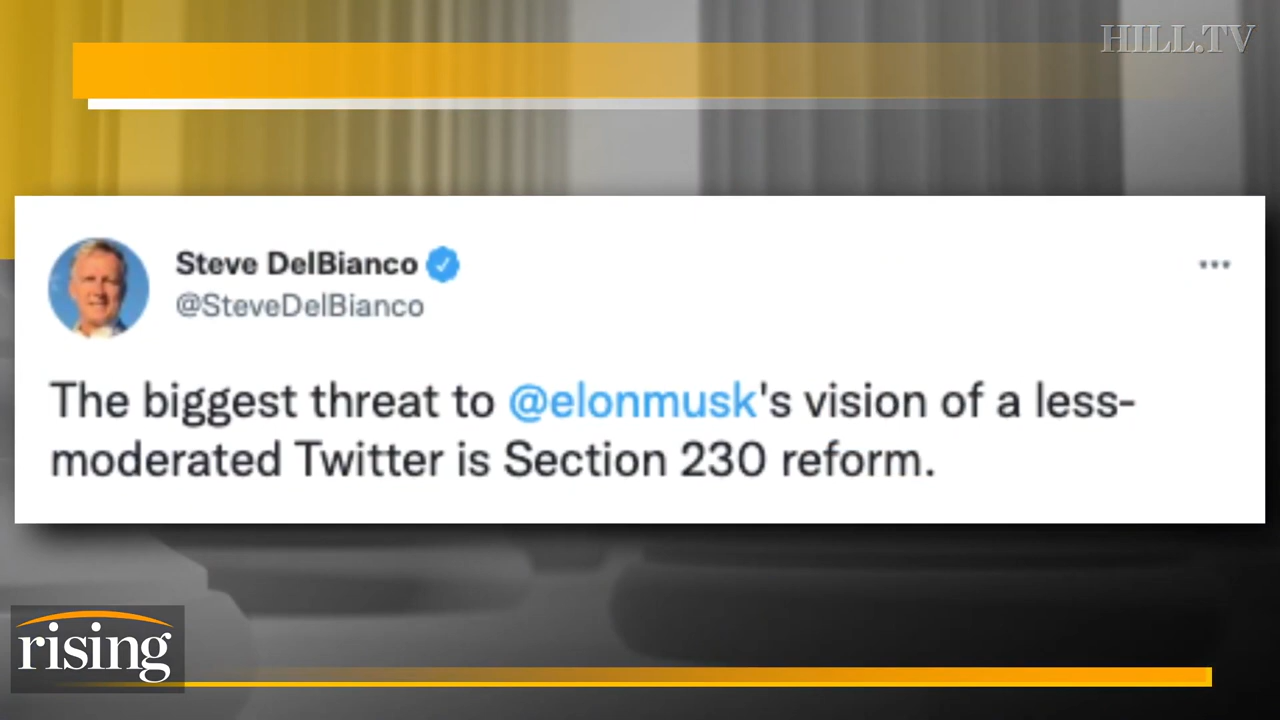 HILL.TV
Steve DelBianco
@SteveDelBianco
The biggest threat to @elonmusk's vision of a less-
moderated Twitter is Section 230 reform.
rising